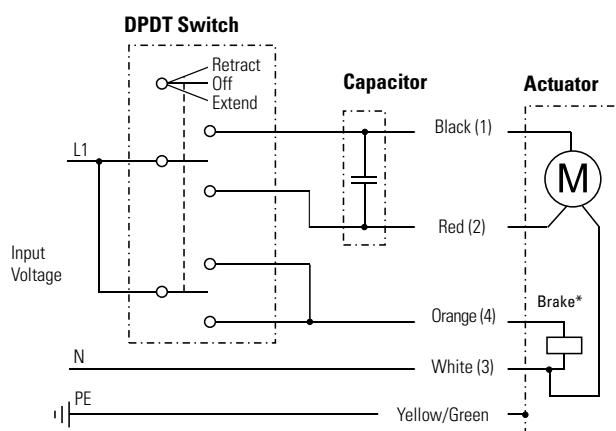 DPDT Switch
Retract
Off
Extend
Capacitor
Actuator
Black (1)
L1
M
Red (2)
Input
Voltage
Brake*
Orange (4)
N
White (3)
PE
Yellow/Green